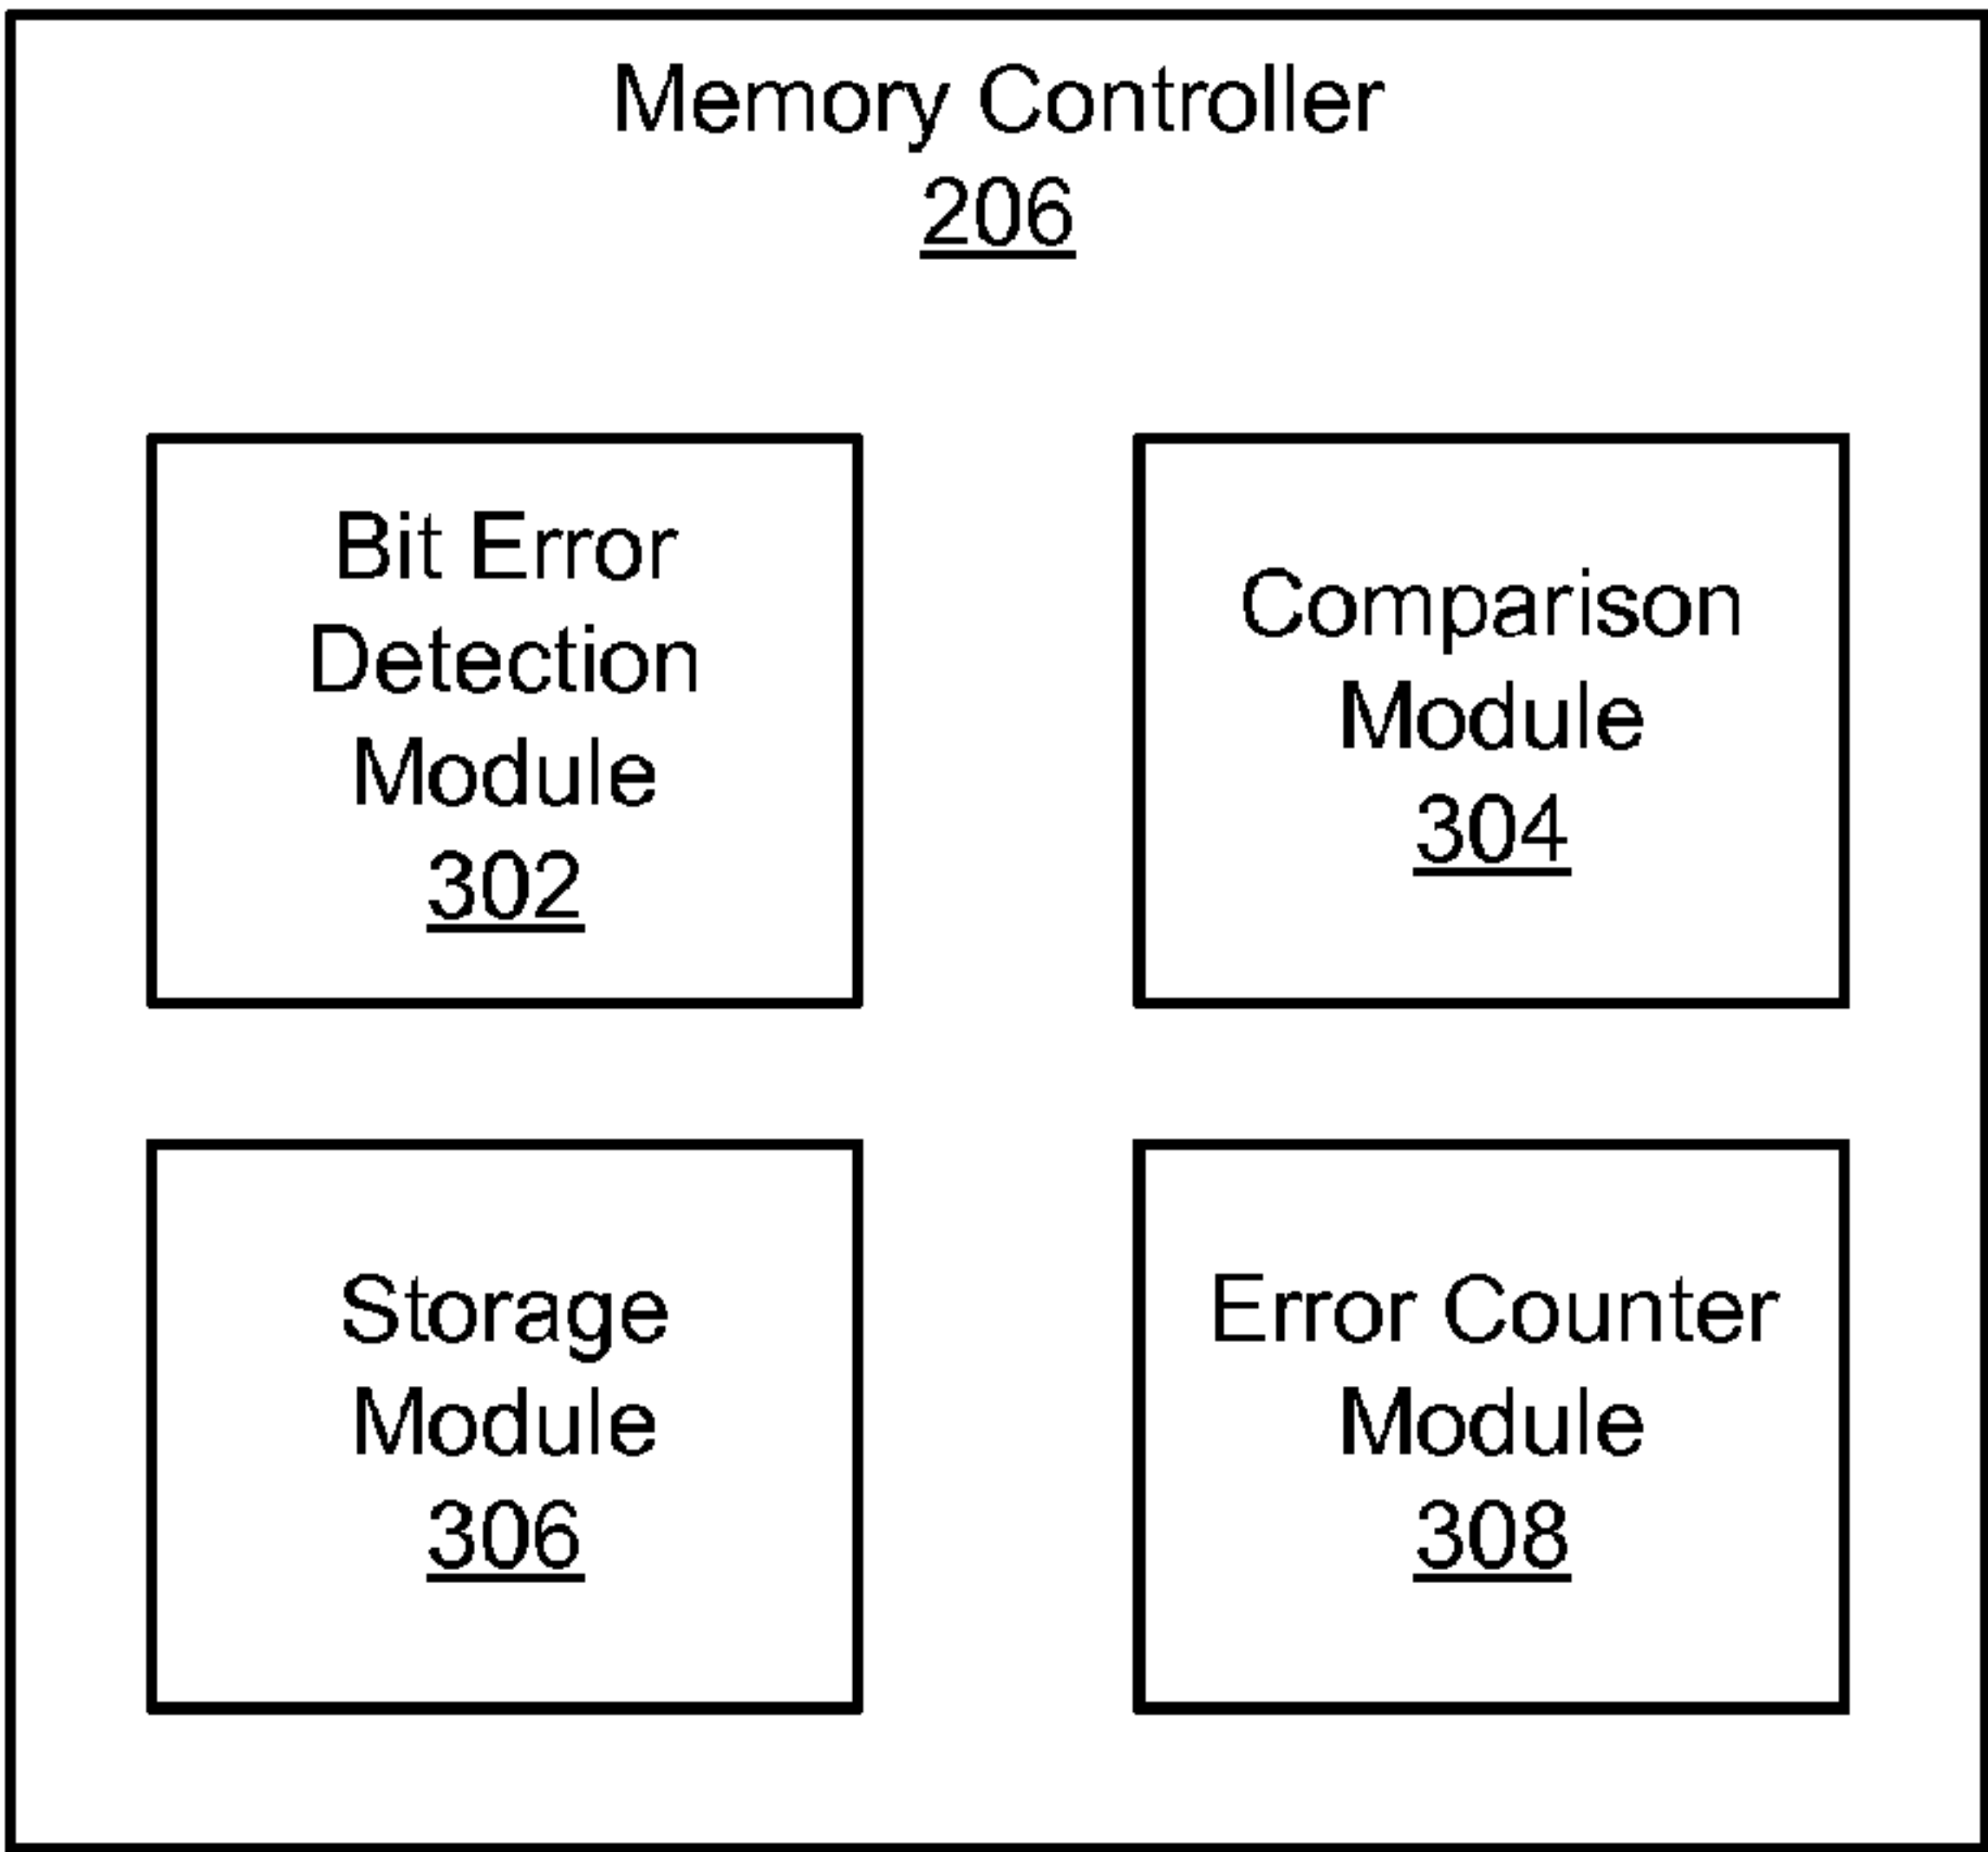 Memory Controller
206
Bit Error
Detection
Module
302
Comparison
Module
304
Storage
Module
306
Error Counter
Module
308